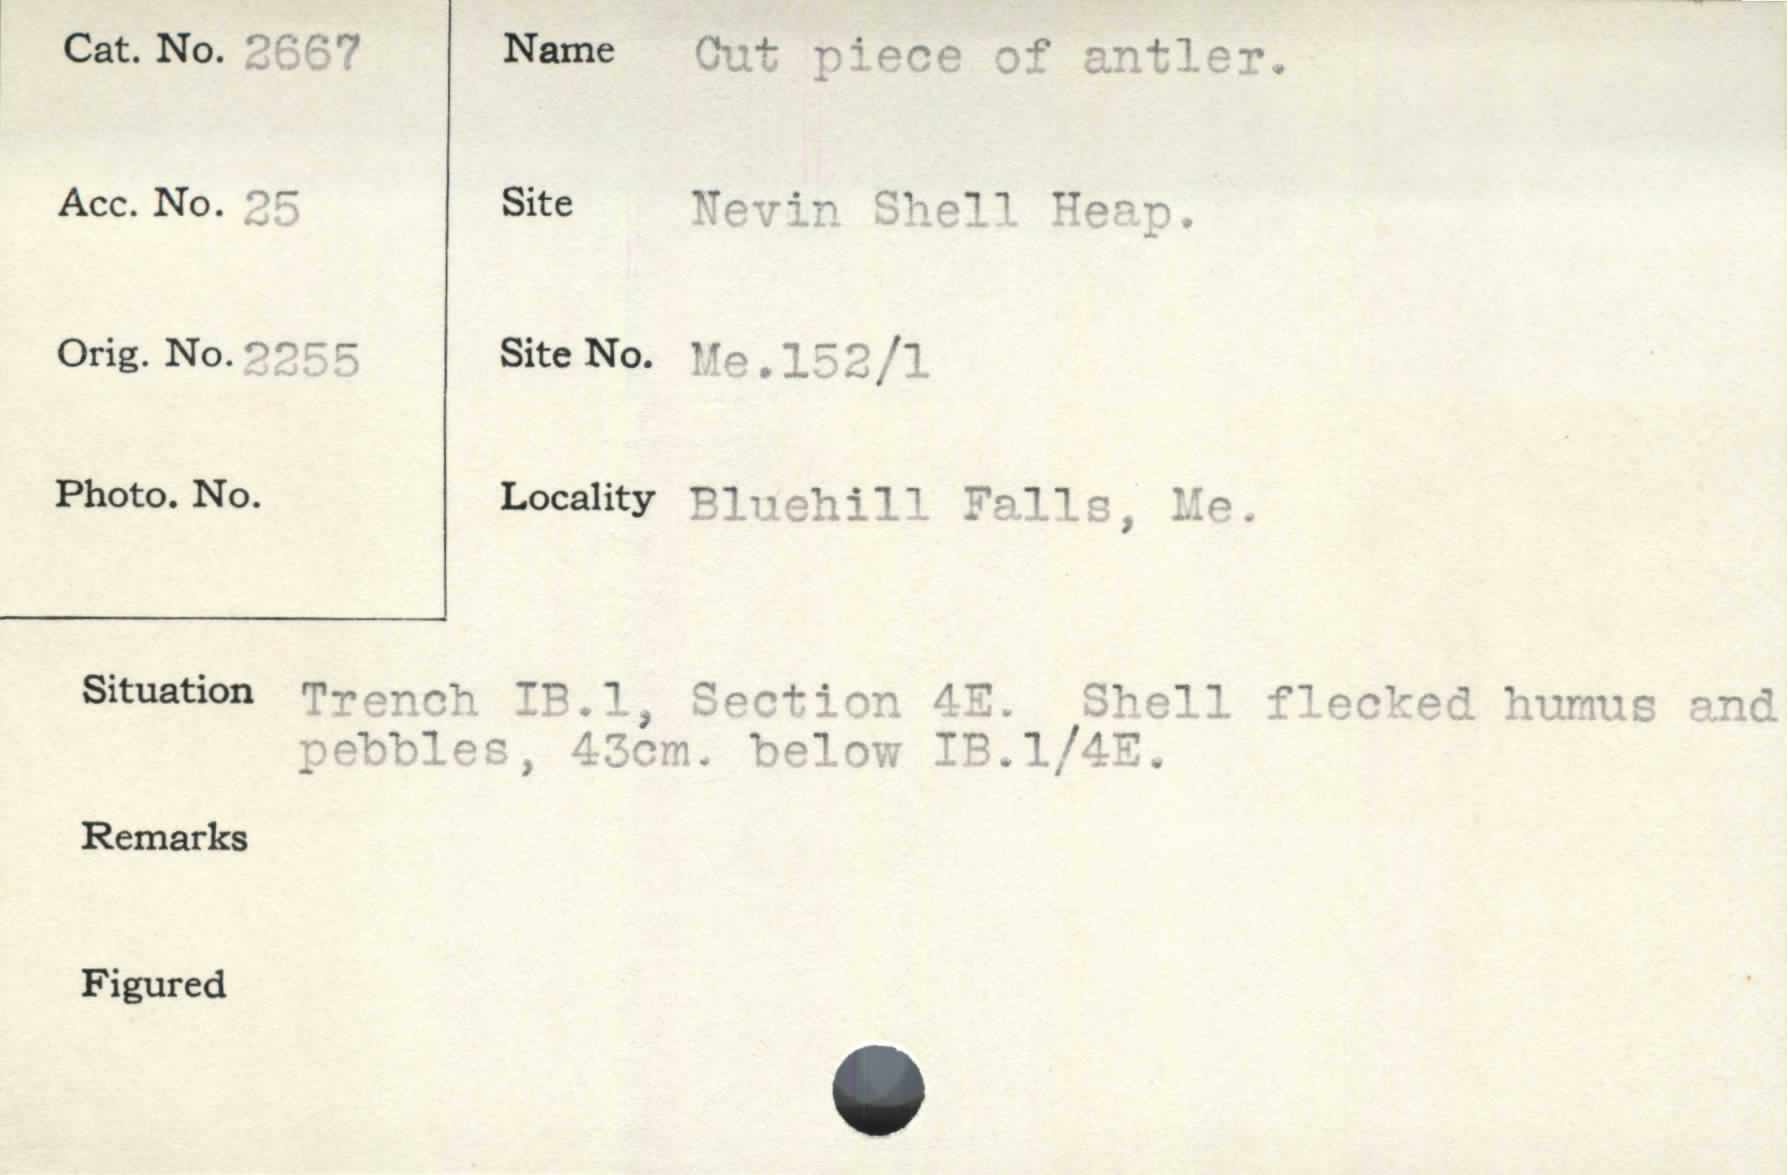 Cat. No. 2667
Name Cut piece of antler.
Acc. No. 25
Site Nevin Shell Heap.
Orig. No. 2255
Site No. Me.152/1
Photo. No.
Locality Bluehill Falls, Me.
Situation Trench IB.1, Section 4E. Shell flecked humus and
pebbles, 43cm. below IB.1/4E.
Remarks
Figured